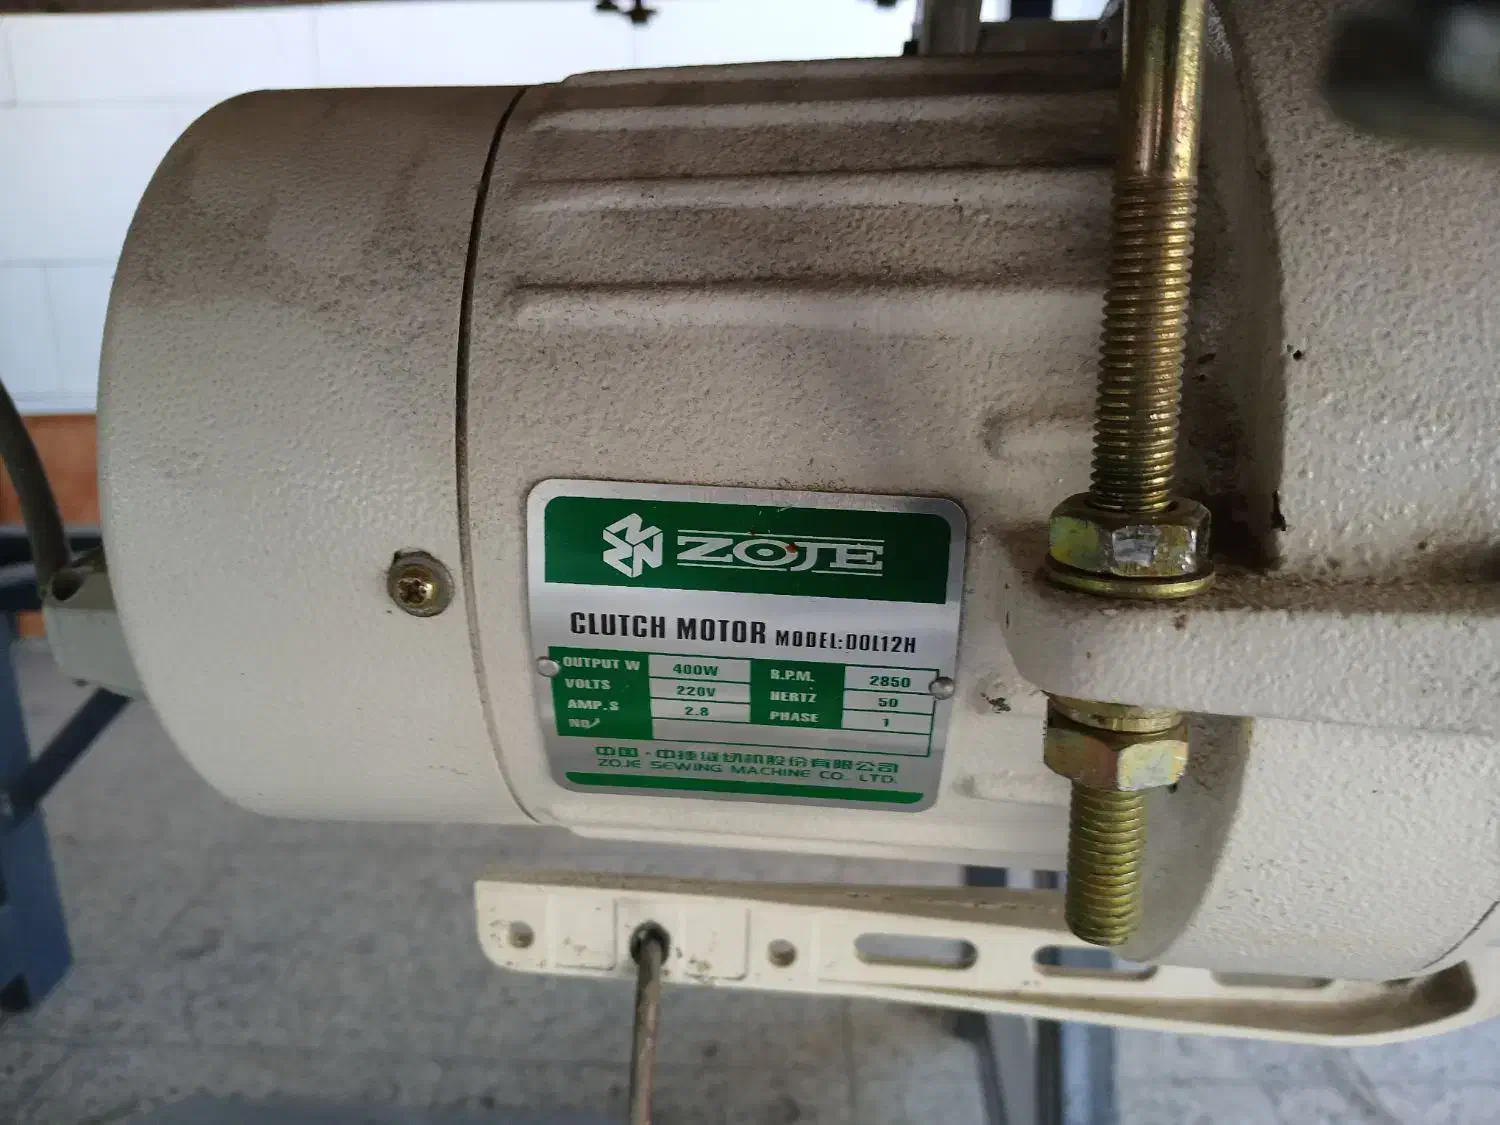 ZOJE
CLUTCH MOTOR MODEL:DOL12H
OUTPUT W 400W R.P.M. 2850
VOLTS 220V HERTZ 50
AMP.S 2.8 PHASE 1
NO/
中国·中捷缝纫机股份有限公司
ZOJE SEWING MACHINE CO., LTD.